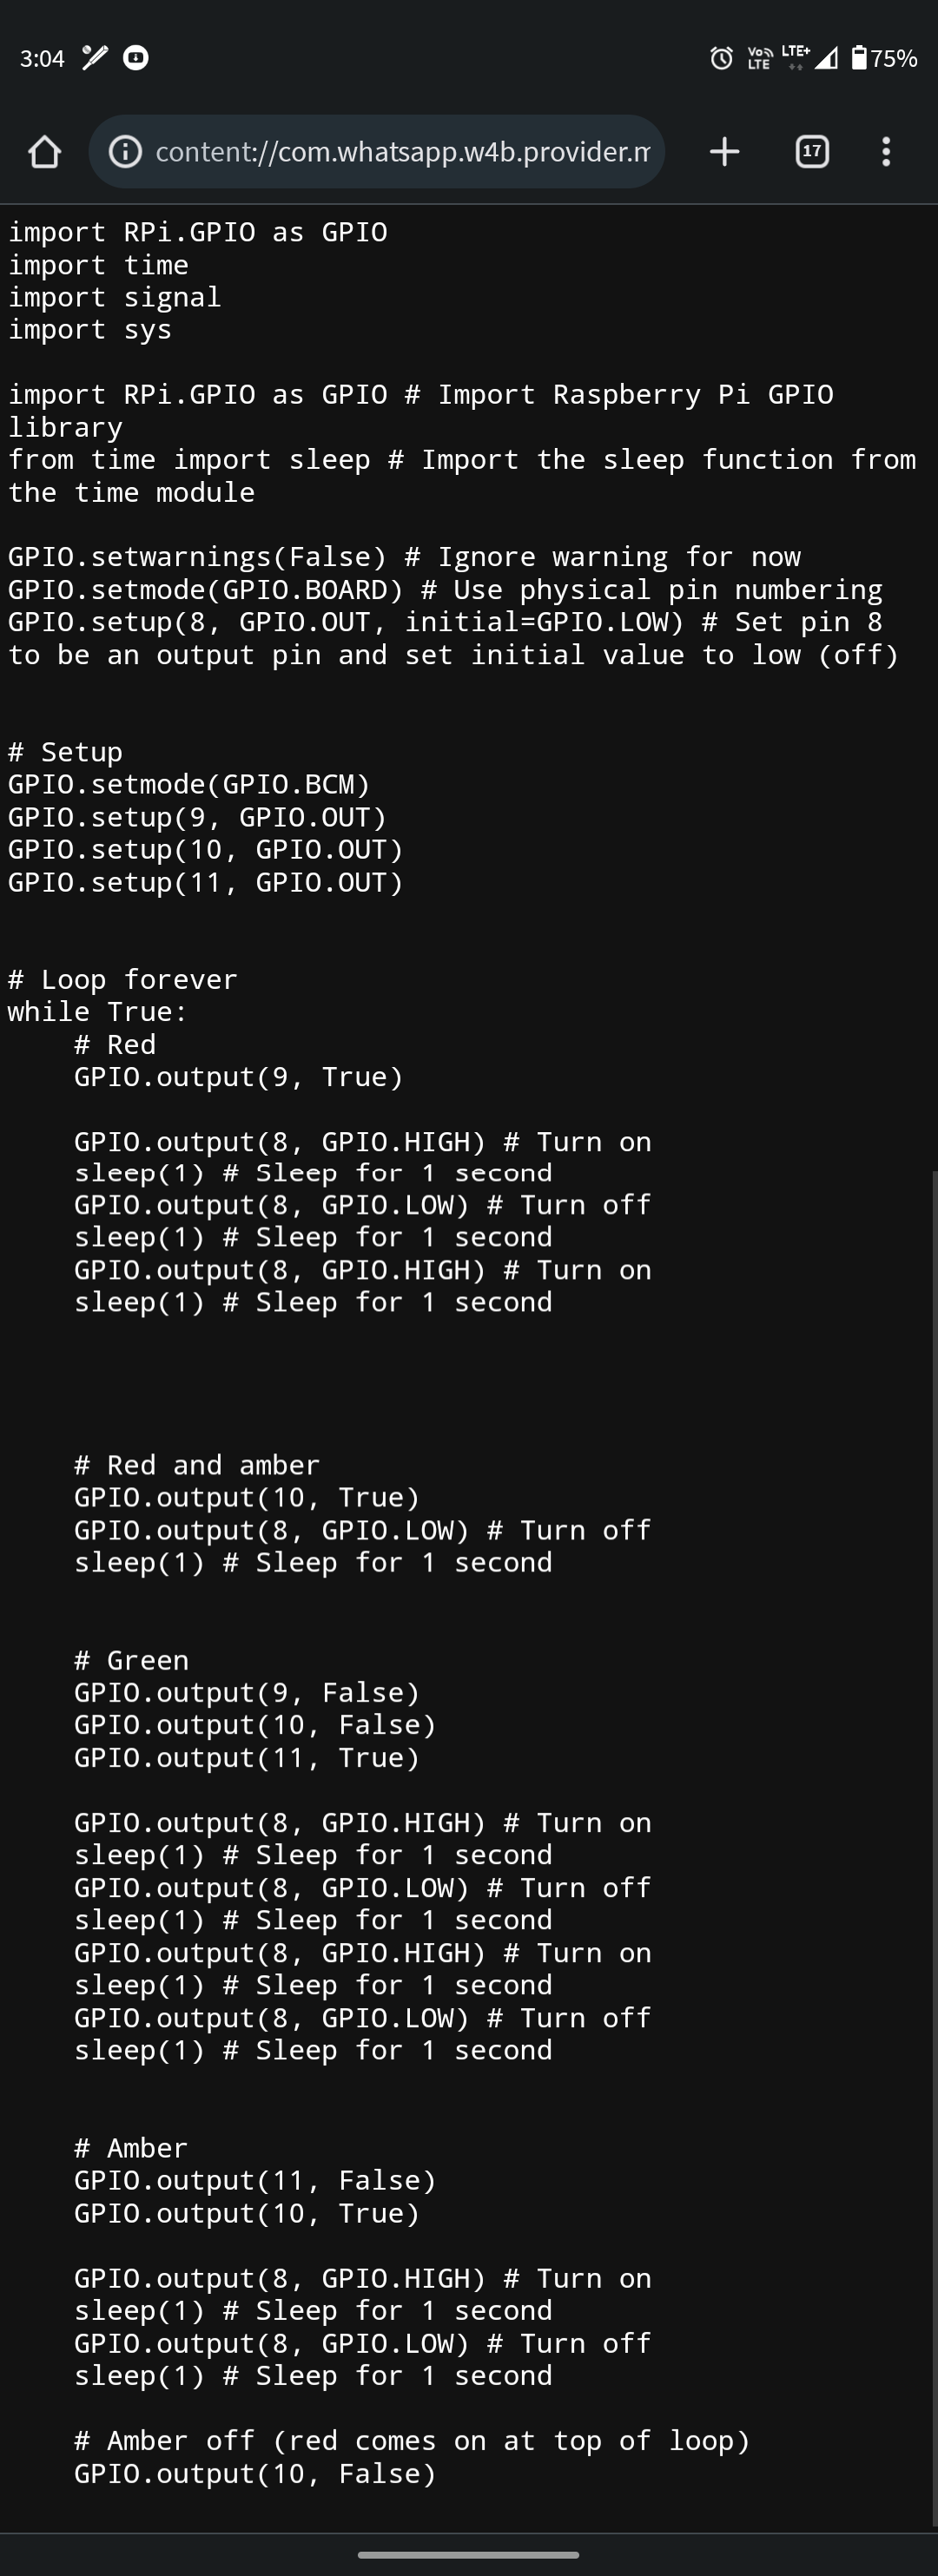 3:04
Vo LTE
LTE+
75%
content://com.whatsapp.w4b.provider.m
17
import RPi.GPIO as GPIO
import time
import signal
import sys
import RPi.GPIO as GPIO # Import Raspberry Pi GPIO
library
from time import sleep # Import the sleep function from
the time module
GPIO.setwarnings(False) # Ignore warning for now
GPIO.setmode(GPIO.BOARD) # Use physical pin numbering
GPIO.setup(8, GPIO.OUT, initial=GPIO.LOW) # Set pin 8
to be an output pin and set initial value to low (off)
# Setup
GPIO.setmode(GPIO.BCM)
GPIO.setup(9, GPIO.OUT)
GPIO.setup(10, GPIO.OUT)
GPIO.setup(11, GPIO.OUT)
# Loop forever
while True:
    # Red
    GPIO.output(9, True)
    GPIO.output(8, GPIO.HIGH) # Turn on
    sleep(1) # Sleep for 1 second
    GPIO.output(8, GPIO.LOW) # Turn off
    sleep(1) # Sleep for 1 second
    GPIO.output(8, GPIO.HIGH) # Turn on
    sleep(1) # Sleep for 1 second
    # Red and amber
    GPIO.output(10, True)
    GPIO.output(8, GPIO.LOW) # Turn off
    sleep(1) # Sleep for 1 second
    # Green
    GPIO.output(9, False)
    GPIO.output(10, False)
    GPIO.output(11, True)
    GPIO.output(8, GPIO.HIGH) # Turn on
    sleep(1) # Sleep for 1 second
    GPIO.output(8, GPIO.LOW) # Turn off
    sleep(1) # Sleep for 1 second
    GPIO.output(8, GPIO.HIGH) # Turn on
    sleep(1) # Sleep for 1 second
    GPIO.output(8, GPIO.LOW) # Turn off
    sleep(1) # Sleep for 1 second
    # Amber
    GPIO.output(11, False)
    GPIO.output(10, True)
    GPIO.output(8, GPIO.HIGH) # Turn on
    sleep(1) # Sleep for 1 second
    GPIO.output(8, GPIO.LOW) # Turn off
    sleep(1) # Sleep for 1 second
    # Amber off (red comes on at top of loop)
    GPIO.output(10, False)